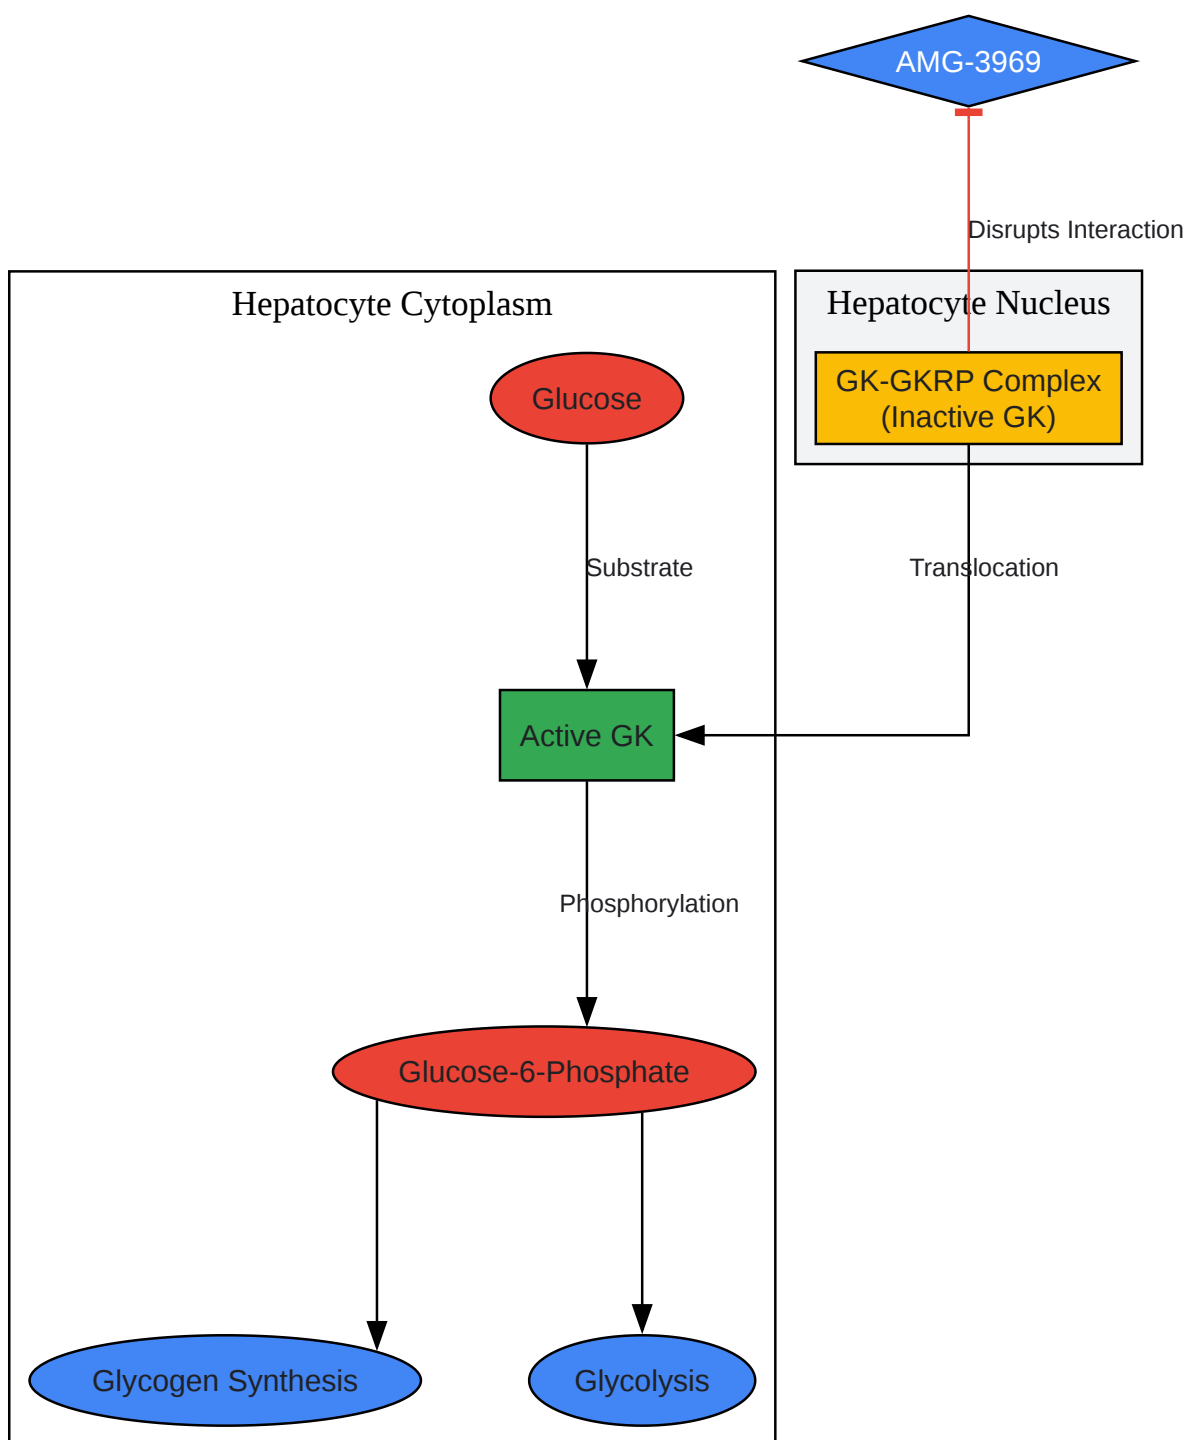 AMG-3969
Disrupts Interaction
Hepatocyte Cytoplasm
Hepatocyte Nucleus
Glucose
GK-GKRP Complex
(Inactive GK)
Substrate
Translocation
Active GK
Phosphorylation
Glucose-6-Phosphate
Glycogen Synthesis
Glycolysis